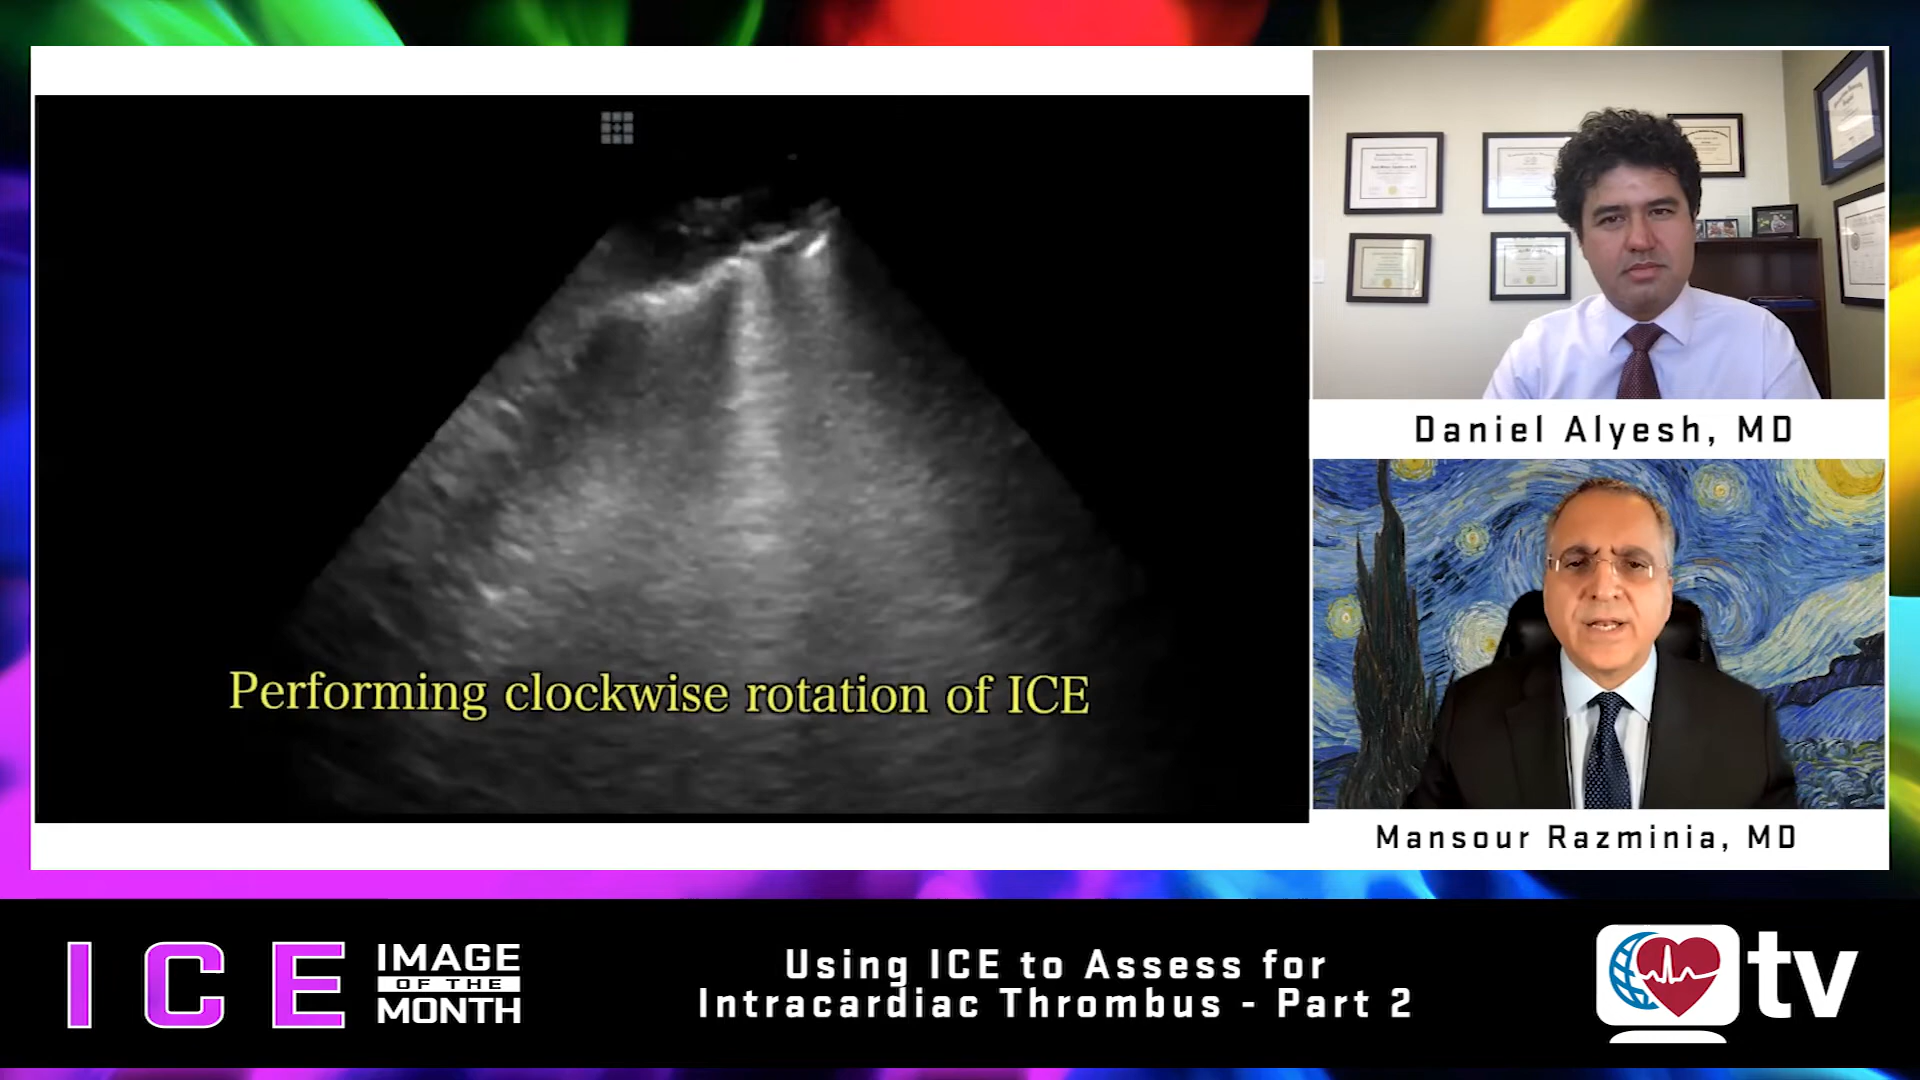 Performing clockwise rotation of ICE
Daniel Alyesh, MD
Mansour Razminia, MD
ICE
IMAGE
OF THE
MONTH
Using ICE to Assess for
Intracardiac Thrombus - Part 2
tv